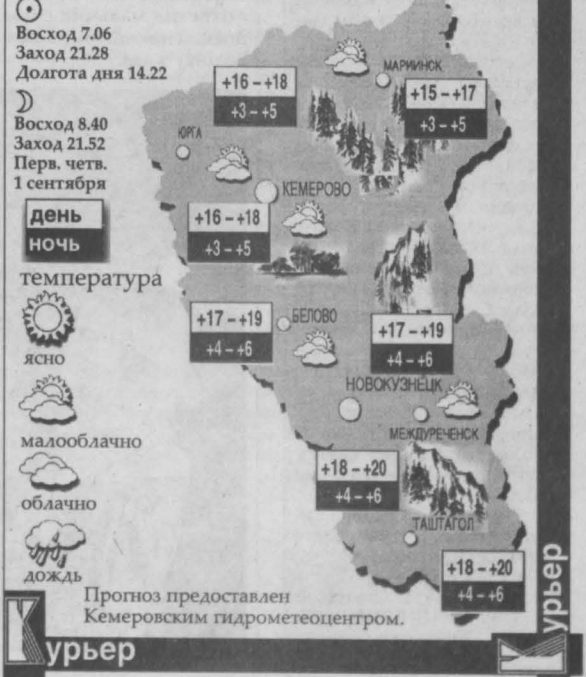 Восход 7.06
Заход 21.28
Долгота дня 14.22
Восход 8.40
Заход 21.52
Перв. четв.
1 сентября
день
ночь
температура
ясно
малооблачно
облачно
дождь
МАРИИНСК
+16 – +18
+3 – +5
+15 – +17
+3 – +5
ЮРГА
КЕМЕРОВО
+16 – +18
+3 – +5
БЕЛОВО
+17 – +19
+4 – +6
+17 – +19
+4 – +6
НОВОКУЗНЕЦК
МЕЖДУРЕЧЕНСК
+18 – +20
+4 – +6
ТАШТАГОЛ
+18 – +20
+4 – +6
Прогноз предоставлен
Кемеровским гидрометеоцентром.
Курьер
Курьер